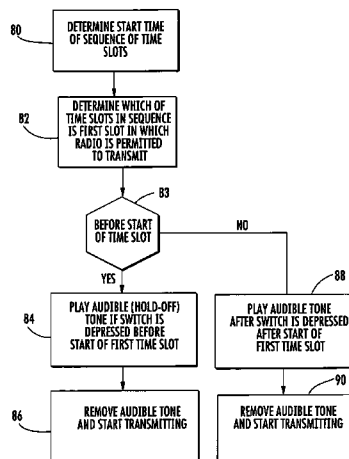 80
DETERMINE START TIME
OF SEQUENCE OF TIME
SLOTS
82
DETERMINE WHICH OF
TIME SLOTS IN SEQUENCE
IS FIRST SLOT IN WHICH
RADIO IS PERMITTED
TO TRANSMIT
83
BEFORE START
OF TIME SLOT
NO
YES
84
PLAY AUDIBLE (HOLD-OFF)
TONE IF SWITCH IS
DEPRESSED BEFORE
START OF FIRST TIME SLOT
88
PLAY AUDIBLE TONE
AFTER SWITCH IS DEPRESSED
AFTER START OF
FIRST TIME SLOT
86
REMOVE AUDIBLE TONE
AND START TRANSMITTING
90
REMOVE AUDIBLE TONE
AND START TRANSMITTING